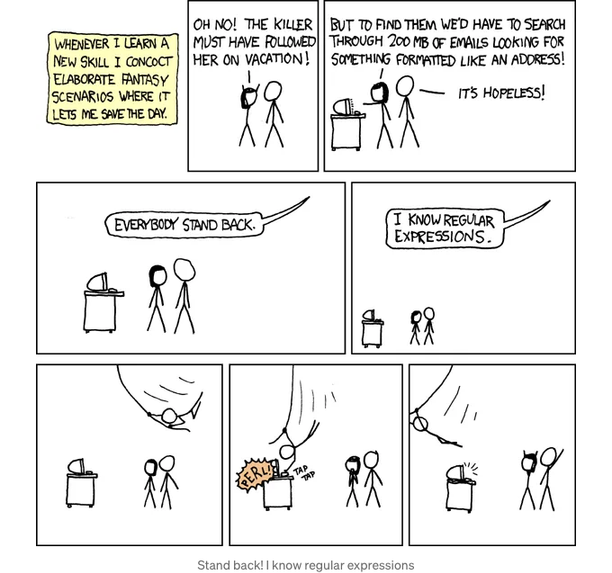 WHENEVER I LEARN A
NEW SKILL I CONCOCT
ELABORATE FANTASY
SCENARIOS WHERE IT
LETS ME SAVE THE DAY.
OH NO! THE KILLER
MUST HAVE FOLLOWED
HER ON VACATION!
BUT TO FIND THEM WE'D HAVE TO SEARCH
THROUGH 200 MB OF EMAILS LOOKING FOR
SOMETHING FORMATTED LIKE AN ADDRESS!
IT'S HOPELESS!
EVERYBODY STAND BACK.
I KNOW REGULAR
EXPRESSIONS.
PERL!
TAP
TAP
Stand back! I know regular expressions